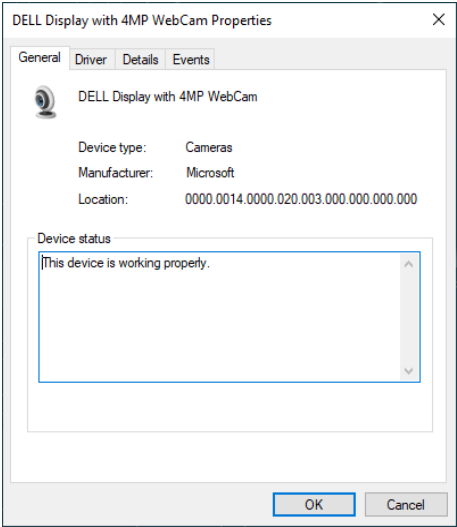 DELL Display with 4MP WebCam Properties
General Driver Details Events
DELL Display with 4MP WebCam
Device type: Cameras
Manufacturer: Microsoft
Location: 0000.0014.0000.020.003.000.000.000.000
Device status
This device is working properly.
OK Cancel